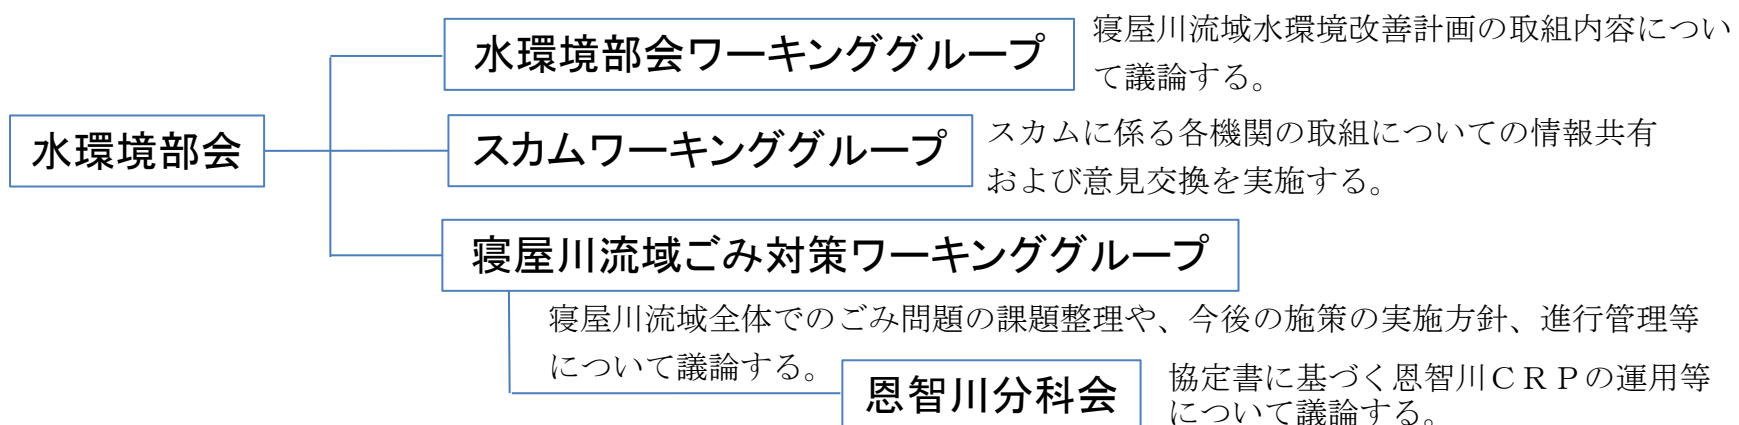 水環境部会ワーキンググループ
寝屋川流域水環境改善計画の取組内容につい
て議論する。
水環境部会
スカムワーキンググループ
スカムに係る各機関の取組についての情報共有
および意見交換を実施する。
寝屋川流域ごみ対策ワーキンググループ
寝屋川流域全体でのごみ問題の課題整理や、今後の施策の実施方針、進行管理等
について議論する。
恩智川分科会
協定書に基づく恩智川ＣＲＰの運用等
について議論する。